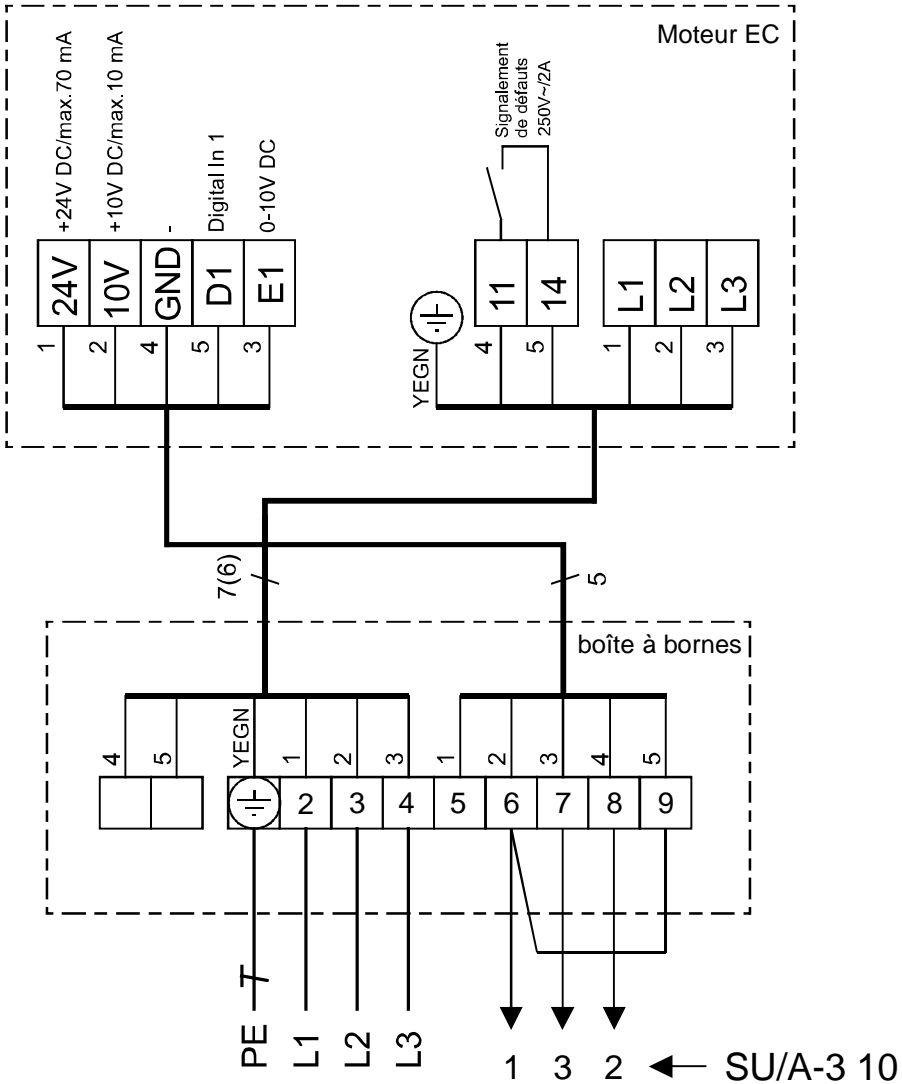 Moteur EC
+24V DC/max.70 mA
+10V DC/max.10 mA
-
Digital In 1
0-10V DC
Signalement
de défauts
250V~/2A
24V
10V
GND
D1
E1
11
14
L1
L2
L3
1
2
4
5
3
YEGN
4
5
1
2
3
7(6)
5
boîte à bornes
4
5
YEGN
1
2
3
1
2
3
4
5
2
3
4
5
6
7
8
9
PE
L1
L2
L3
1
3
2
SU/A-3 10